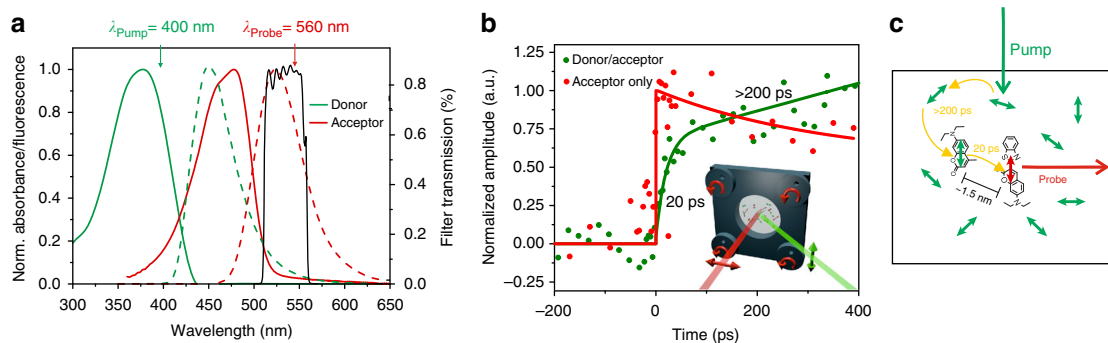 a
λPump= 400 nm
λProbe= 560 nm
1.0
0.8
0.6
0.4
0.2
0.0
Norm. absorbance/fluorescence
300
350
400
450
500
550
600
650
Wavelength (nm)
0.8
0.6
0.4
0.2
0.0
Filter transmission (%)
Donor
Acceptor
b
1.25
1.00
0.75
0.50
0.25
0.00
−0.25
Normalized amplitude (a.u.)
Donor/acceptor
Acceptor only
>200 ps
20 ps
−200
0
200
400
Time (ps)
c
Pump
>200 ps
20 ps
Probe
~1.5 nm
N
O
O
S
N
O
O
N